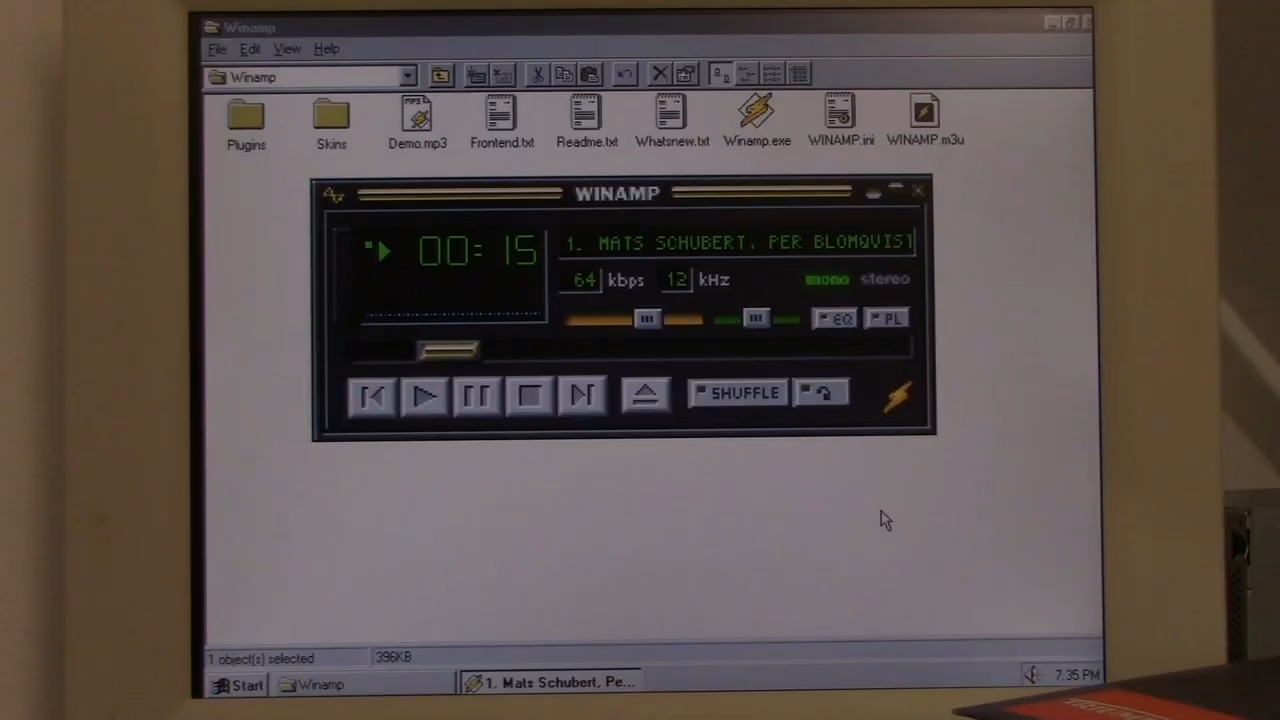 Winamp
File Edit View Help
Winamp
Plugins Skins Demo.mp3 Frontend.txt Readme.txt Whatsnew.txt Winamp.exe WINAMP.ini WINAMP.m3u
WINAMP
00:15
1. MATS SCHUBERT, PER BLOMQVIST
64 kbps 12 kHz mono stereo
EQ PL
SHUFFLE
1 object(s) selected 396KB
Start Winamp 1. Mats Schubert, Pe... 7:35 PM